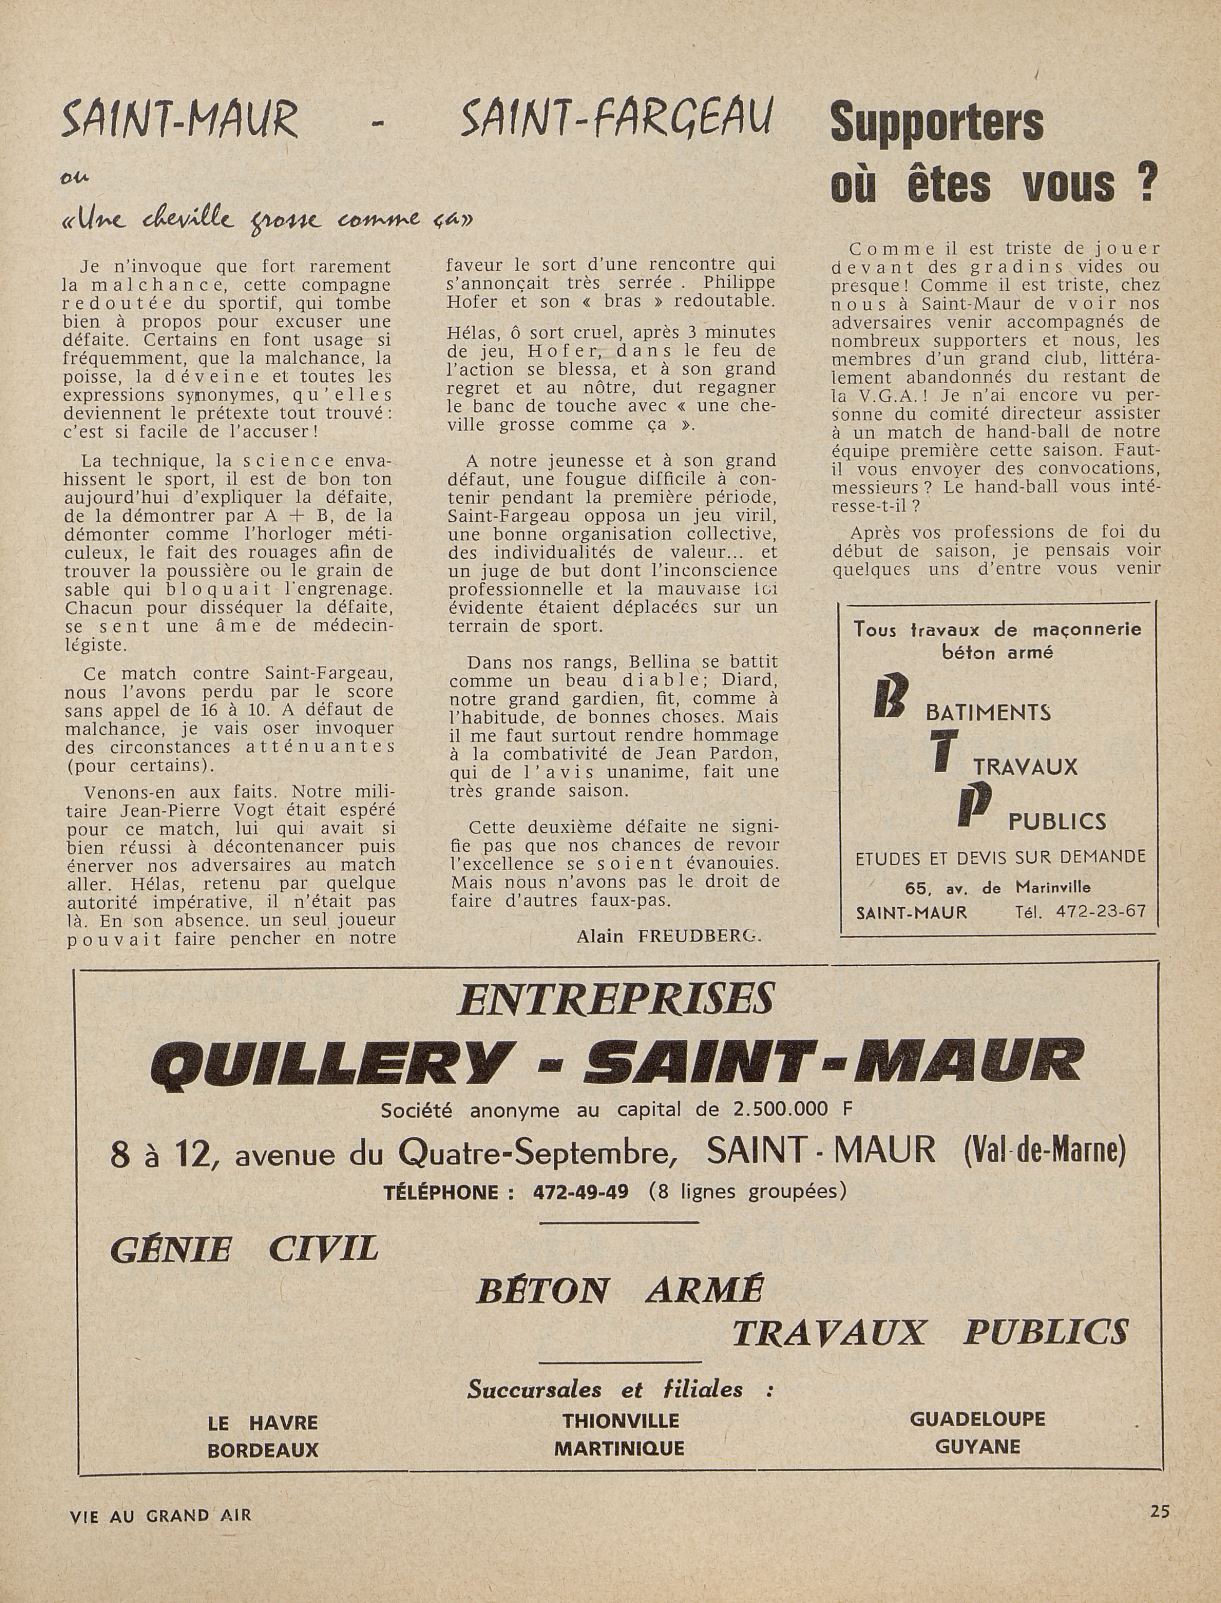 SAINT-MAUR - SAINT-FARGEAU
ou
«Une cheville grosse comme ça»
Je n'invoque que fort rarement
la malchance, cette compagne
redoutée du sportif, qui tombe
bien à propos pour excuser une
défaite. Certains en font usage si
fréquemment, que la malchance, la
poisse, la déveine et toutes les
expressions synonymes, qu'elles
deviennent le prétexte tout trouvé :
c'est si facile de l'accuser !
La technique, la science enva-
hissent le sport, il est de bon ton
aujourd'hui d'expliquer la défaite,
de la démontrer par A + B, de la
démonter comme l'horloger méti-
culeux, le fait des rouages afin de
trouver la poussière ou le grain de
sable qui bloquait l'engrenage.
Chacun pour disséquer la défaite,
se sent une âme de médecin-
légiste.
Ce match contre Saint-Fargeau,
nous l'avons perdu par le score
sans appel de 16 à 10. A défaut de
malchance, je vais oser invoquer
des circonstances atténuantes
(pour certains).
Venons-en aux faits. Notre mili-
taire Jean-Pierre Vogt était espéré
pour ce match, lui qui avait si
bien réussi à décontenancer puis
énerver nos adversaires au match
aller. Hélas, retenu par quelque
autorité impérative, il n'était pas
là. En son absence. un seul joueur
pouvait faire pencher en notre
faveur le sort d'une rencontre qui
s'annonçait très serrée . Philippe
Hofer et son « bras » redoutable.
Hélas, ô sort cruel, après 3 minutes
de jeu, Hofer, dans le feu de
l'action se blessa, et à son grand
regret et au nôtre, dut regagner
le banc de touche avec « une che-
ville grosse comme ça ».
A notre jeunesse et à son grand
défaut, une fougue difficile à con-
tenir pendant la première période,
Saint-Fargeau opposa un jeu viril,
une bonne organisation collective,
des individualités de valeur... et
un juge de but dont l'inconscience
professionnelle et la mauvaise ici
évidente étaient déplacées sur un
terrain de sport.
Dans nos rangs, Bellina se battit
comme un beau diable ; Diard,
notre grand gardien, fit, comme à
l'habitude, de bonnes choses. Mais
il me faut surtout rendre hommage
à la combativité de Jean Pardon,
qui de l'avis unanime, fait une
très grande saison.
Cette deuxième défaite ne signi-
fie pas que nos chances de revoir
l'excellence se soient évanouies.
Mais nous n'avons pas le droit de
faire d'autres faux-pas.
Alain FREUDBERG.
Supporters
où êtes vous ?
Comme il est triste de jouer
devant des gradins vides ou
presque ! Comme il est triste, chez
nous à Saint-Maur de voir nos
adversaires venir accompagnés de
nombreux supporters et nous, les
membres d'un grand club, littéra-
lement abandonnés du restant de
la V.G.A. ! Je n'ai encore vu per-
sonne du comité directeur assister
à un match de hand-ball de notre
équipe première cette saison. Faut-
il vous envoyer des convocations,
messieurs ? Le hand-ball vous inté-
resse-t-il ?
Après vos professions de foi du
début de saison, je pensais voir
quelques uns d'entre vous venir
Tous travaux de maçonnerie
béton armé
BATIMENTS
TRAVAUX
PUBLICS
ETUDES ET DEVIS SUR DEMANDE
65, av. de Marinville
SAINT-MAUR Tél. 472-23-67
ENTREPRISES
QUILLERY - SAINT-MAUR
Société anonyme au capital de 2.500.000 F
8 à 12, avenue du Quatre-Septembre, SAINT - MAUR (Val-de-Marne)
TÉLÉPHONE : 472-49-49 (8 lignes groupées)
GÉNIE CIVIL
BÉTON ARMÉ
TRAVAUX PUBLICS
Succursales et filiales :
LE HAVRE THIONVILLE GUADELOUPE
BORDEAUX MARTINIQUE GUYANE
VIE AU GRAND AIR 25